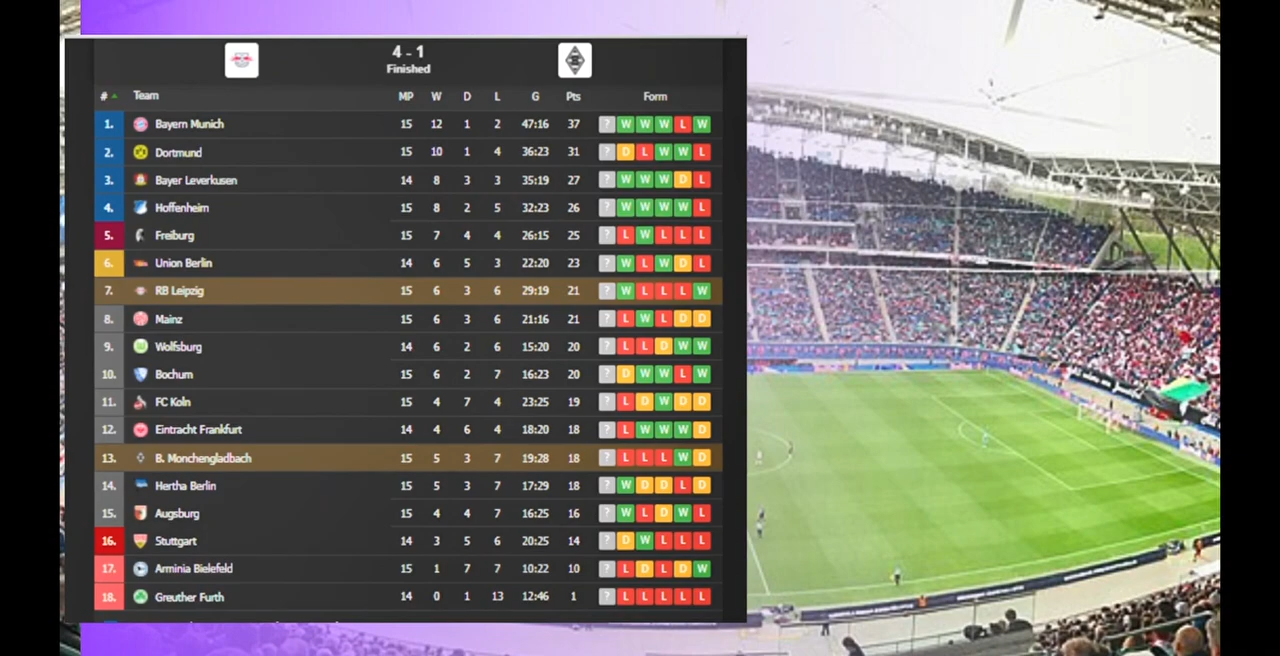 4 - 1
Finished
# Team MP W D L G Pts Form
1. Bayern Munich 15 12 1 2 47:16 37 ? W W W L W
2. Dortmund 15 10 1 4 36:23 31 ? D L W W L
3. Bayer Leverkusen 14 8 3 3 35:19 27 ? W W W D L
4. Hoffenheim 15 8 2 5 32:23 26 ? W W W W L
5. Freiburg 15 7 4 4 26:15 25 ? L W L L L
6. Union Berlin 14 6 5 3 22:20 23 ? W L W D L
7. RB Leipzig 15 6 3 6 29:19 21 ? W L L L W
8. Mainz 15 6 3 6 21:16 21 ? L W L D D
9. Wolfsburg 14 6 2 6 15:20 20 ? L L D W W
10. Bochum 15 6 2 7 16:23 20 ? D W W L W
11. FC Koln 15 4 7 4 23:25 19 ? L D W D D
12. Eintracht Frankfurt 14 4 6 4 18:20 18 ? L W W W D
13. B. Monchengladbach 15 5 3 7 19:28 18 ? L L L W D
14. Hertha Berlin 15 5 3 7 17:29 18 ? W D D L D
15. Augsburg 15 4 4 7 16:25 16 ? W L D W L
16. Stuttgart 14 3 5 6 20:25 14 ? D W L L L
17. Arminia Bielefeld 15 1 7 7 10:22 10 ? L D L D W
18. Greuther Furth 14 0 1 13 12:46 1 ? L L L L L